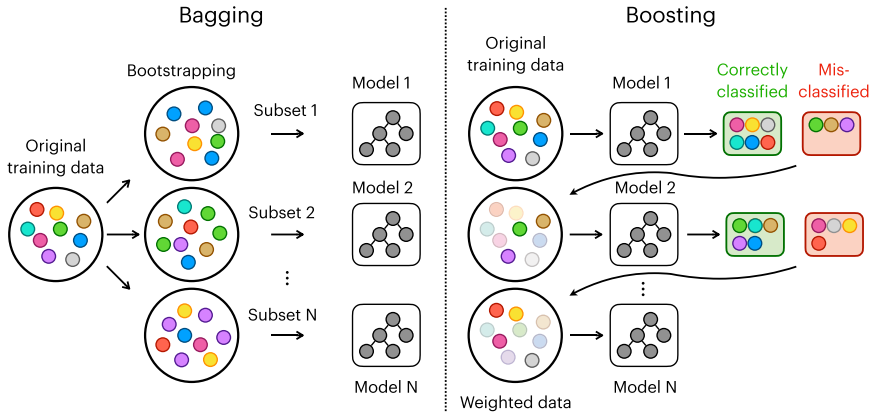 Bagging
Bootstrapping
Original
training data
Subset 1
Model 1
Subset 2
Model 2
Subset N
Model N
Boosting
Original
training data
Model 1
Correctly
classified
Mis-
classified
Model 2
Weighted data
Model N